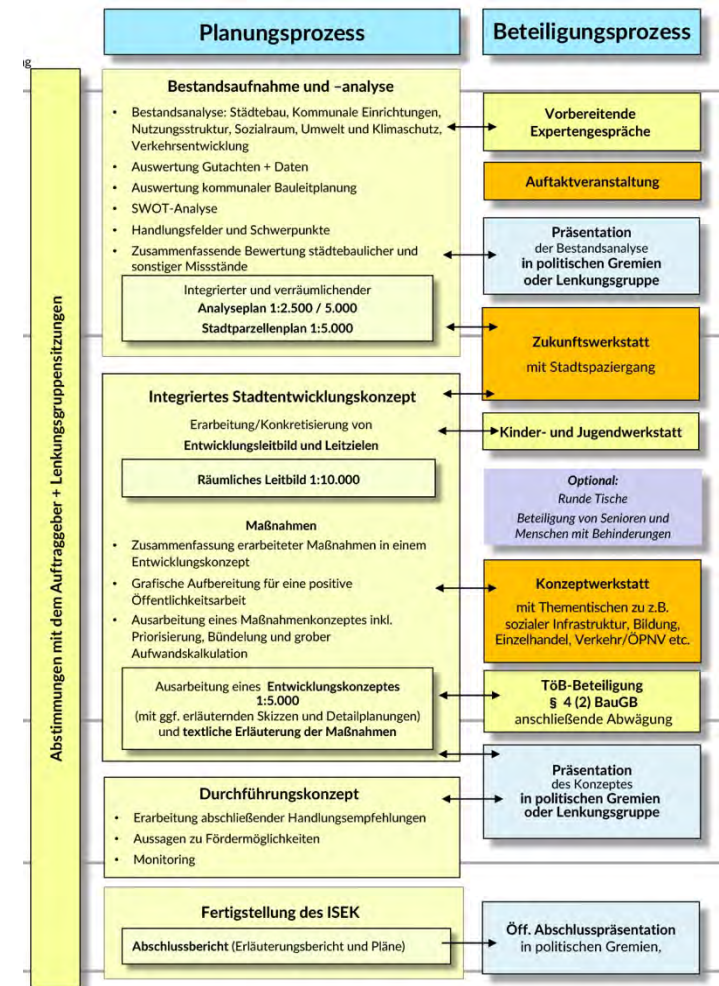 Planungsprozess
Beteiligungsprozess
Abstimmungen mit dem Auftraggeber + Lenkungsgruppensitzungen
Bestandsaufnahme und –analyse
• Bestandsanalyse: Städtebau, Kommunale Einrichtungen,
Nutzungsstruktur, Sozialraum, Umwelt und Klimaschutz,
Verkehrsentwicklung
• Auswertung Gutachten + Daten
• Auswertung kommunaler Bauleitplanung
• SWOT-Analyse
• Handlungsfelder und Schwerpunkte
• Zusammenfassende Bewertung städtebaulicher und
sonstiger Missstände
Integrierter und verräumlichender
Analyseplan 1:2.500 / 5.000
Stadtparzellenplan 1:5.000
Vorbereitende
Expertengespräche
Auftaktveranstaltung
Präsentation
der Bestandsanalyse
in politischen Gremien
oder Lenkungsgruppe
Zukunftswerkstatt
mit Stadtspaziergang
Integriertes Stadtentwicklungskonzept
Erarbeitung/Konkretisierung von
Entwicklungsleitbild und Leitzielen
Räumliches Leitbild 1:10.000
Maßnahmen
• Zusammenfassung erarbeiteter Maßnahmen in einem
Entwicklungskonzept
• Grafische Aufbereitung für eine positive
Öffentlichkeitsarbeit
• Ausarbeitung eines Maßnahmenkonzeptes inkl.
Priorisierung, Bündelung und grober
Aufwandskalkulation
Ausarbeitung eines Entwicklungskonzeptes
1:5.000
(mit ggf. erläuternden Skizzen und Detailplanungen)
und textliche Erläuterung der Maßnahmen
Kinder- und Jugendwerkstatt
Optional:
Runde Tische
Beteiligung von Senioren und
Menschen mit Behinderungen
Konzeptwerkstatt
mit Thementischen zu z.B.
sozialer Infrastruktur, Bildung,
Einzelhandel, Verkehr/ÖPNV etc.
TöB-Beteiligung
§ 4 (2) BauGB
anschließende Abwägung
Präsentation
des Konzeptes
in politischen Gremien
oder Lenkungsgruppe
Durchführungskonzept
• Erarbeitung abschließender Handlungsempfehlungen
• Aussagen zu Fördermöglichkeiten
• Monitoring
Fertigstellung des ISEK
Abschlussbericht (Erläuterungsbericht und Pläne)
Öff. Abschlusspräsentation
in politischen Gremien,